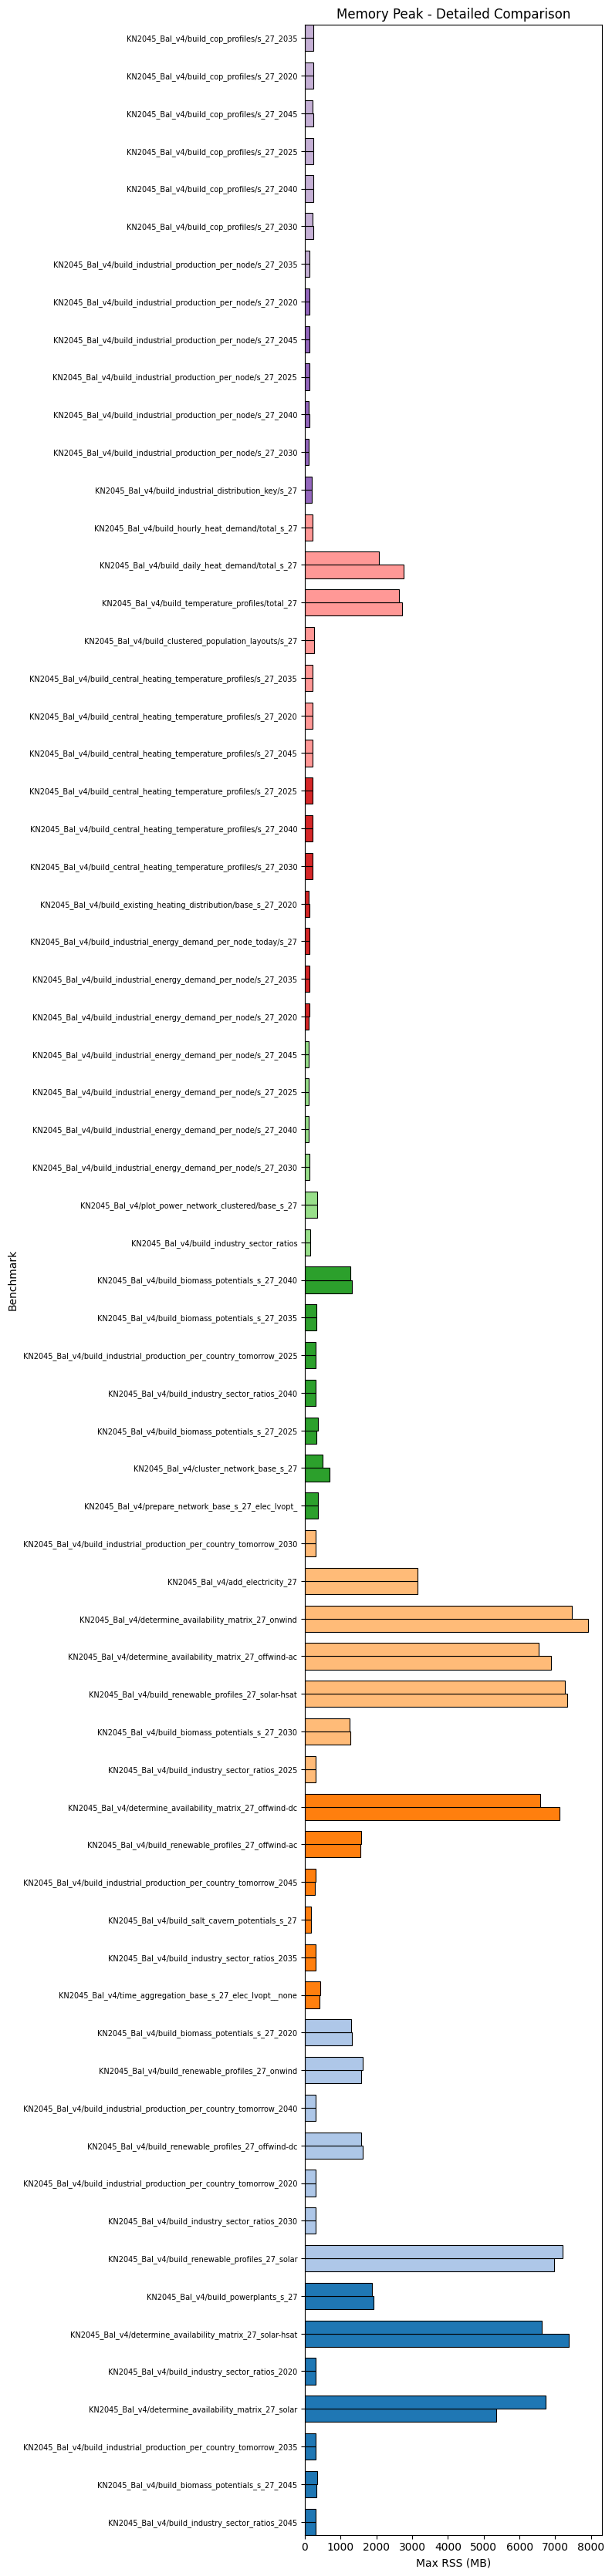 Memory Peak - Detailed Comparison
KN2045_Bal_v4/build_cop_profiles/s_27_2035
KN2045_Bal_v4/build_cop_profiles/s_27_2020
KN2045_Bal_v4/build_cop_profiles/s_27_2045
KN2045_Bal_v4/build_cop_profiles/s_27_2025
KN2045_Bal_v4/build_cop_profiles/s_27_2040
KN2045_Bal_v4/build_cop_profiles/s_27_2030
KN2045_Bal_v4/build_industrial_production_per_node/s_27_2035
KN2045_Bal_v4/build_industrial_production_per_node/s_27_2020
KN2045_Bal_v4/build_industrial_production_per_node/s_27_2045
KN2045_Bal_v4/build_industrial_production_per_node/s_27_2025
KN2045_Bal_v4/build_industrial_production_per_node/s_27_2040
KN2045_Bal_v4/build_industrial_production_per_node/s_27_2030
KN2045_Bal_v4/build_industrial_distribution_key/s_27
KN2045_Bal_v4/build_hourly_heat_demand/total_s_27
KN2045_Bal_v4/build_daily_heat_demand/total_s_27
KN2045_Bal_v4/build_temperature_profiles/total_27
KN2045_Bal_v4/build_clustered_population_layouts/s_27
KN2045_Bal_v4/build_central_heating_temperature_profiles/s_27_2035
KN2045_Bal_v4/build_central_heating_temperature_profiles/s_27_2020
KN2045_Bal_v4/build_central_heating_temperature_profiles/s_27_2045
KN2045_Bal_v4/build_central_heating_temperature_profiles/s_27_2025
KN2045_Bal_v4/build_central_heating_temperature_profiles/s_27_2040
KN2045_Bal_v4/build_central_heating_temperature_profiles/s_27_2030
KN2045_Bal_v4/build_existing_heating_distribution/base_s_27_2020
KN2045_Bal_v4/build_industrial_energy_demand_per_node_today/s_27
KN2045_Bal_v4/build_industrial_energy_demand_per_node/s_27_2035
KN2045_Bal_v4/build_industrial_energy_demand_per_node/s_27_2020
KN2045_Bal_v4/build_industrial_energy_demand_per_node/s_27_2045
KN2045_Bal_v4/build_industrial_energy_demand_per_node/s_27_2025
KN2045_Bal_v4/build_industrial_energy_demand_per_node/s_27_2040
KN2045_Bal_v4/build_industrial_energy_demand_per_node/s_27_2030
KN2045_Bal_v4/plot_power_network_clustered/base_s_27
KN2045_Bal_v4/build_industry_sector_ratios
Benchmark
KN2045_Bal_v4/build_biomass_potentials_s_27_2040
KN2045_Bal_v4/build_biomass_potentials_s_27_2035
KN2045_Bal_v4/build_industrial_production_per_country_tomorrow_2025
KN2045_Bal_v4/build_industry_sector_ratios_2040
KN2045_Bal_v4/build_biomass_potentials_s_27_2025
KN2045_Bal_v4/cluster_network_base_s_27
KN2045_Bal_v4/prepare_network_base_s_27_elec_lvopt_
KN2045_Bal_v4/build_industrial_production_per_country_tomorrow_2030
KN2045_Bal_v4/add_electricity_27
KN2045_Bal_v4/determine_availability_matrix_27_onwind
KN2045_Bal_v4/determine_availability_matrix_27_offwind-ac
KN2045_Bal_v4/build_renewable_profiles_27_solar-hsat
KN2045_Bal_v4/build_biomass_potentials_s_27_2030
KN2045_Bal_v4/build_industry_sector_ratios_2025
KN2045_Bal_v4/determine_availability_matrix_27_offwind-dc
KN2045_Bal_v4/build_renewable_profiles_27_offwind-ac
KN2045_Bal_v4/build_industrial_production_per_country_tomorrow_2045
KN2045_Bal_v4/build_salt_cavern_potentials_s_27
KN2045_Bal_v4/build_industry_sector_ratios_2035
KN2045_Bal_v4/time_aggregation_base_s_27_elec_lvopt__none
KN2045_Bal_v4/build_biomass_potentials_s_27_2020
KN2045_Bal_v4/build_renewable_profiles_27_onwind
KN2045_Bal_v4/build_industrial_production_per_country_tomorrow_2040
KN2045_Bal_v4/build_renewable_profiles_27_offwind-dc
KN2045_Bal_v4/build_industrial_production_per_country_tomorrow_2020
KN2045_Bal_v4/build_industry_sector_ratios_2030
KN2045_Bal_v4/build_renewable_profiles_27_solar
KN2045_Bal_v4/build_powerplants_s_27
KN2045_Bal_v4/determine_availability_matrix_27_solar-hsat
KN2045_Bal_v4/build_industry_sector_ratios_2020
KN2045_Bal_v4/determine_availability_matrix_27_solar
KN2045_Bal_v4/build_industrial_production_per_country_tomorrow_2035
KN2045_Bal_v4/build_biomass_potentials_s_27_2045
KN2045_Bal_v4/build_industry_sector_ratios_2045
0 1000 2000 3000 4000 5000 6000 7000 8000
Max RSS (MB)